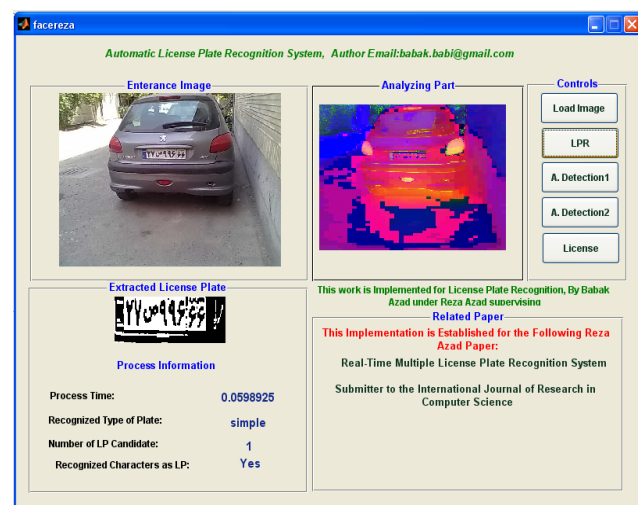 facereza
Automatic License Plate Recognition System, Author Email:babak.babi@gmail.com
Enterance Image
Analyzing Part
Controls
Load Image
LPR
A. Detection1
A. Detection2
License
Extracted License Plate
Process Information
Process Time: 0.0598925
Recognized Type of Plate: simple
Number of LP Candidate: 1
Recognized Characters as LP: Yes
This work is Implemented for License Plate Recognition, By Babak
Azad under Reza Azad supervising
Related Paper
This Implementation is Established for the Following Reza
Azad Paper:
Real-Time Multiple License Plate Recognition System
Submitter to the International Journal of Research in
Computer Science